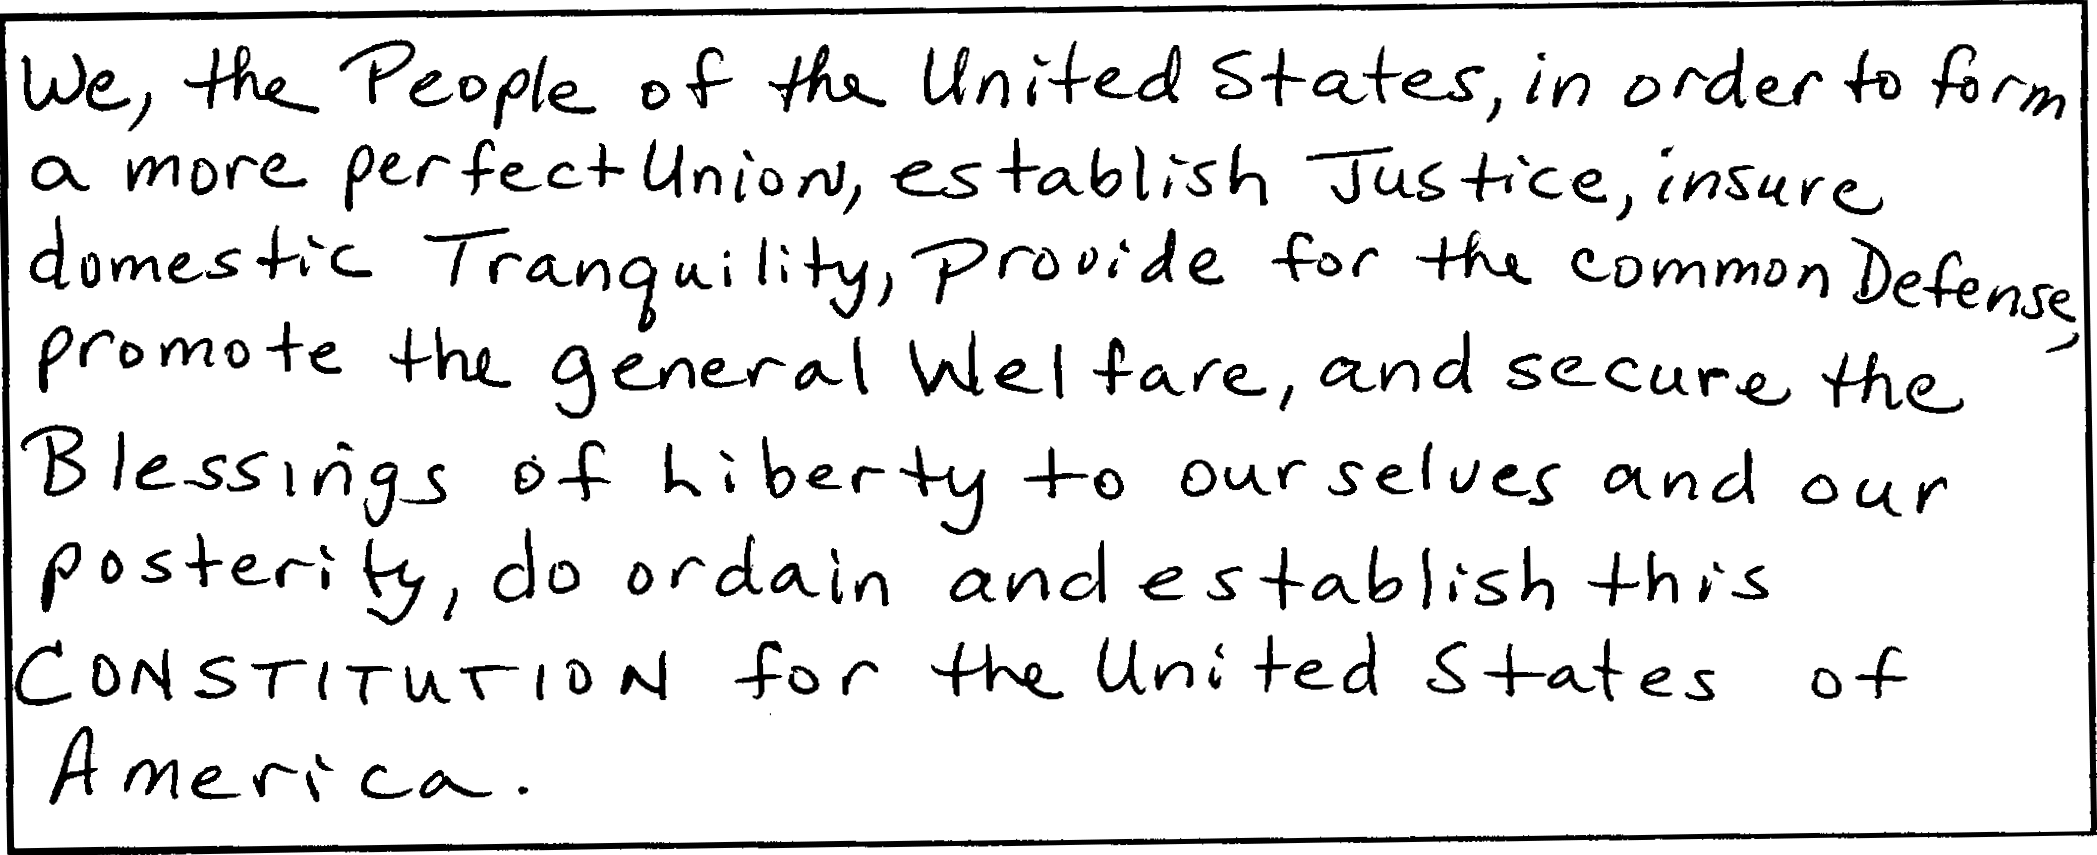 We, the People of the United States, in order to form
a more perfect Union, establish Justice, insure
domestic Tranquility, provide for the common Defense,
promote the general Welfare, and secure the
Blessings of Liberty to ourselves and our
posterity, do ordain and establish this
CONSTITUTION for the United States of
America.